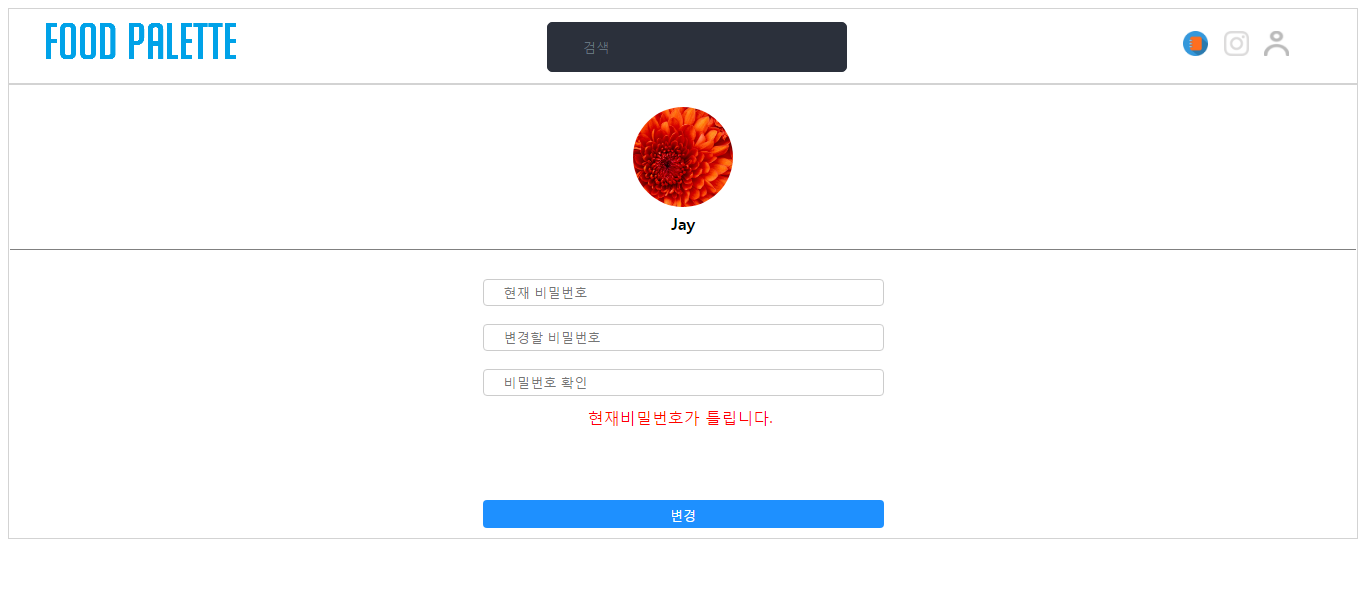 FOOD PALETTE
검색
Jay
현재 비밀번호
변경할 비밀번호
비밀번호 확인
현재비밀번호가 틀립니다.
변경